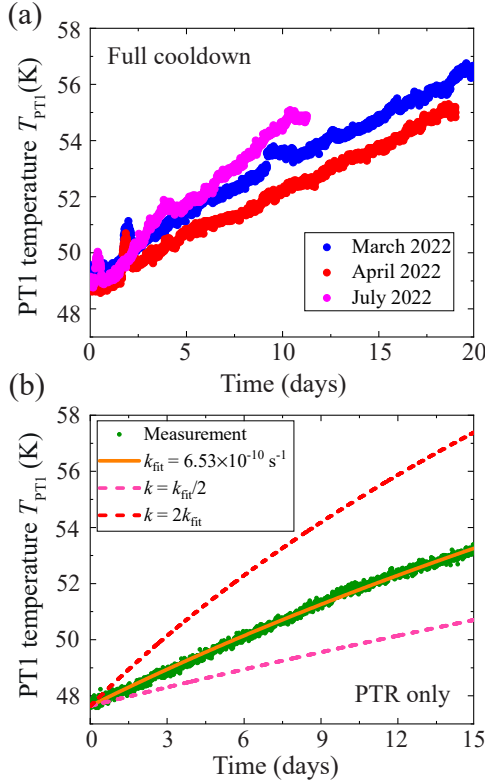 (a)
58
56
54
52
50
48
PT1 temperature T_PT1 (K)
Full cooldown
March 2022
April 2022
July 2022
0 5 10 15 20
Time (days)
(b)
58
56
54
52
50
48
PT1 temperature T_PT1 (K)
Measurement
k_fit = 6.53×10⁻¹⁰ s⁻¹
k = k_fit/2
k = 2k_fit
PTR only
0 3 6 9 12 15
Time (days)